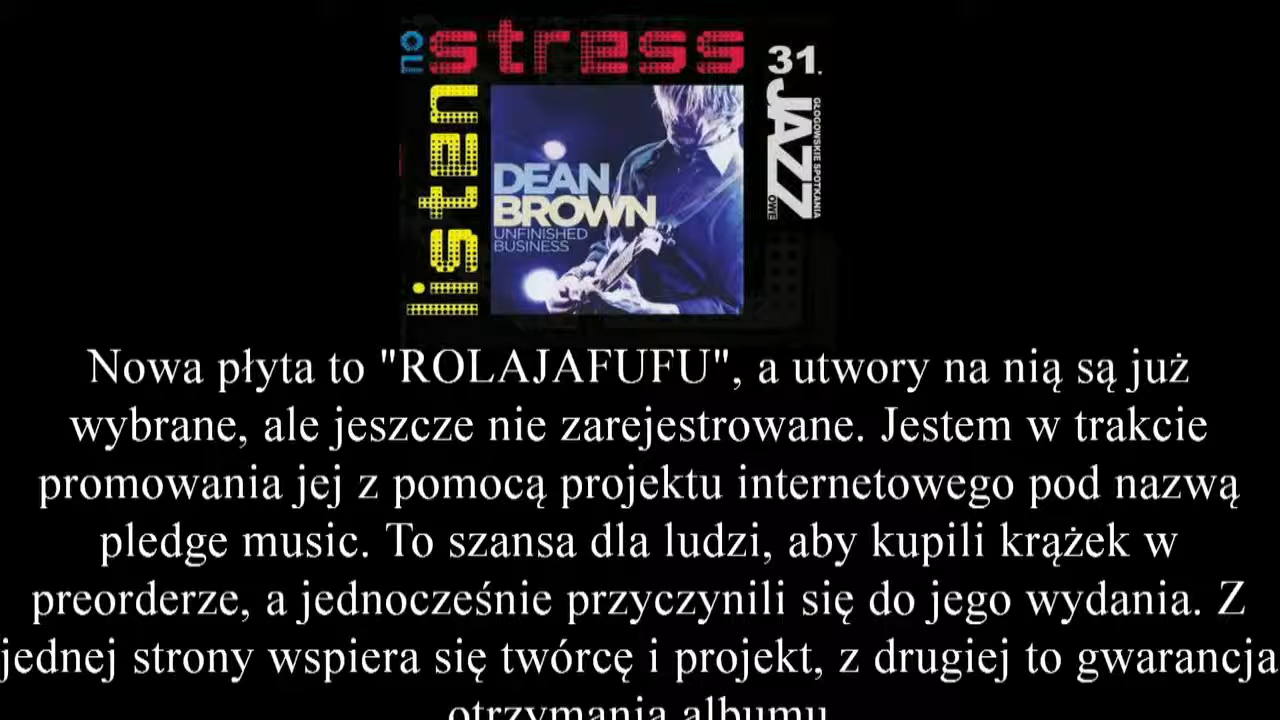 no stress
listen
31.
JAZZ
OWE
GŁOGOWSKIE SPOTKANIA
DEAN
BROWN
UNFINISHED
BUSINESS
Nowa płyta to "ROLAJAFUFU", a utwory na nią są już
wybrane, ale jeszcze nie zarejestrowane. Jestem w trakcie
promowania jej z pomocą projektu internetowego pod nazwą
pledge music. To szansa dla ludzi, aby kupili krążek w
preorderze, a jednocześnie przyczynili się do jego wydania. Z
jednej strony wspiera się twórcę i projekt, z drugiej to gwarancja
otrzymania albumu